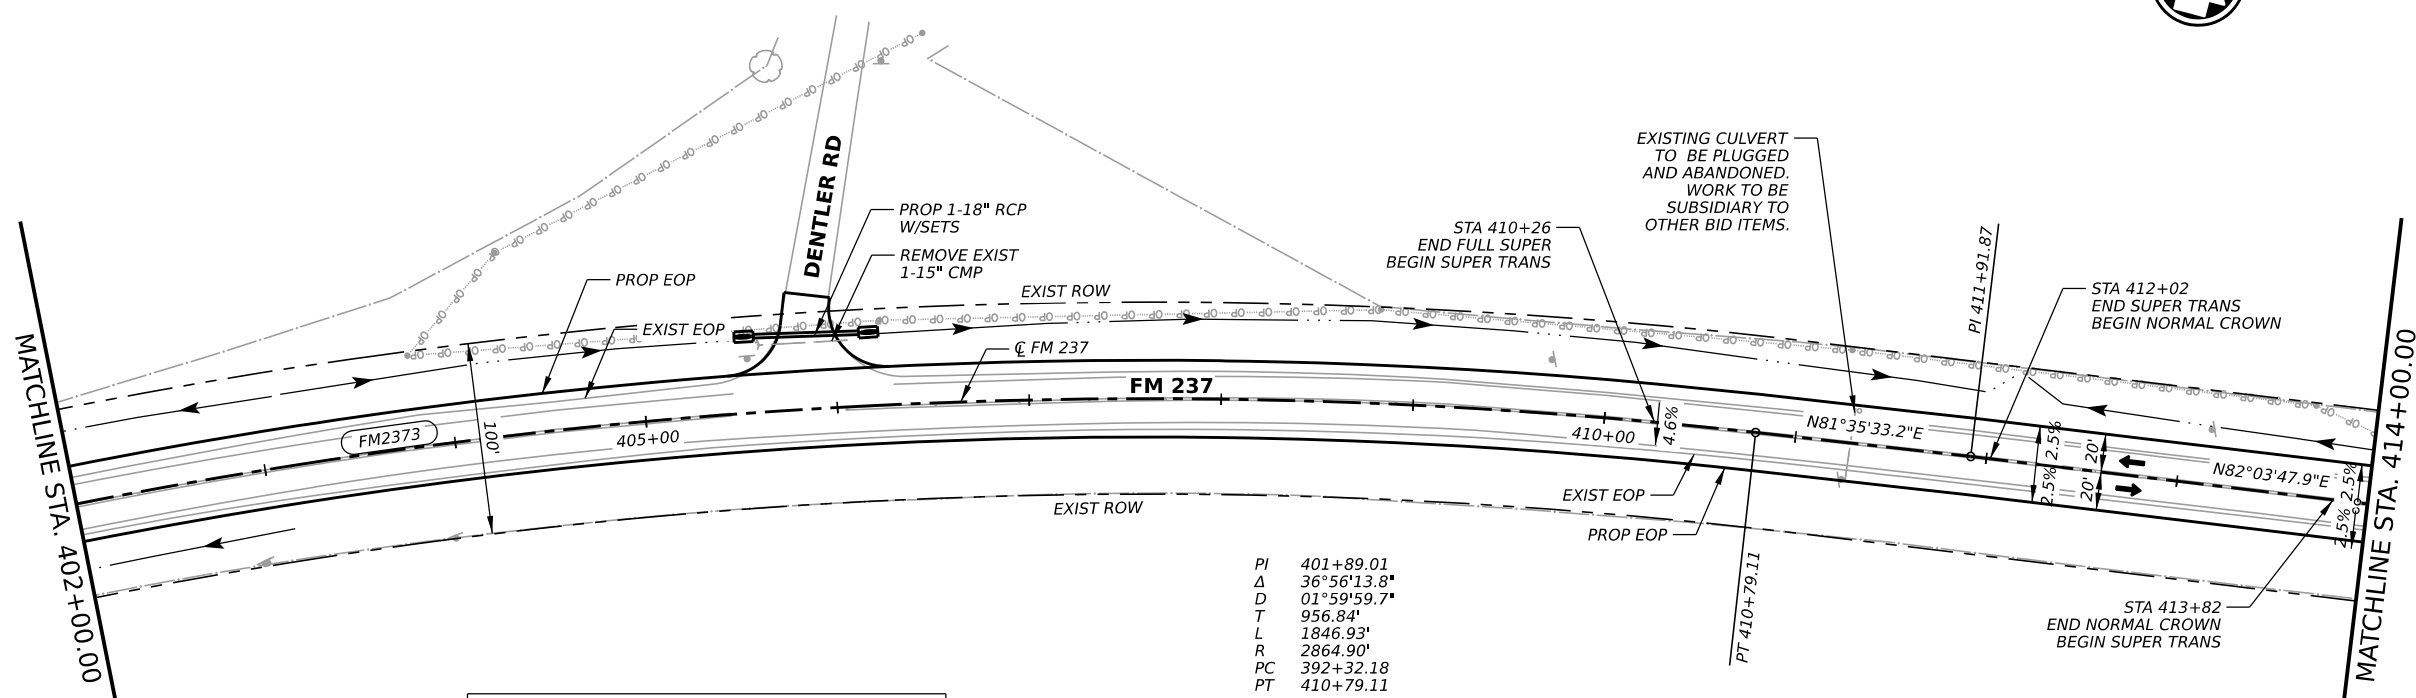 DENTLER RD
PROP 1-18" RCP
W/SETS
REMOVE EXIST
1-15" CMP
PROP EOP
EXIST EOP
EXIST ROW
℄ FM 237
FM 237
STA 410+26
END FULL SUPER
BEGIN SUPER TRANS
EXISTING CULVERT
TO BE PLUGGED
AND ABANDONED.
WORK TO BE
SUBSIDIARY TO
OTHER BID ITEMS.
PI 411+91.87
STA 412+02
END SUPER TRANS
BEGIN NORMAL CROWN
MATCHLINE STA. 402+00.00
FM2373
100'
405+00
410+00
4.6%
N81°35'33.2"E
2.5%
2.5%
20'
20'
N82°03'47.9"E
2.5%
2.5%
MATCHLINE STA. 414+00.00
EXIST ROW
EXIST EOP
PROP EOP
PT 410+79.11
STA 413+82
END NORMAL CROWN
BEGIN SUPER TRANS
PI 401+89.01
Δ 36°56'13.8"
D 01°59'59.7"
T 956.84'
L 1846.93'
R 2864.90'
PC 392+32.18
PT 410+79.11